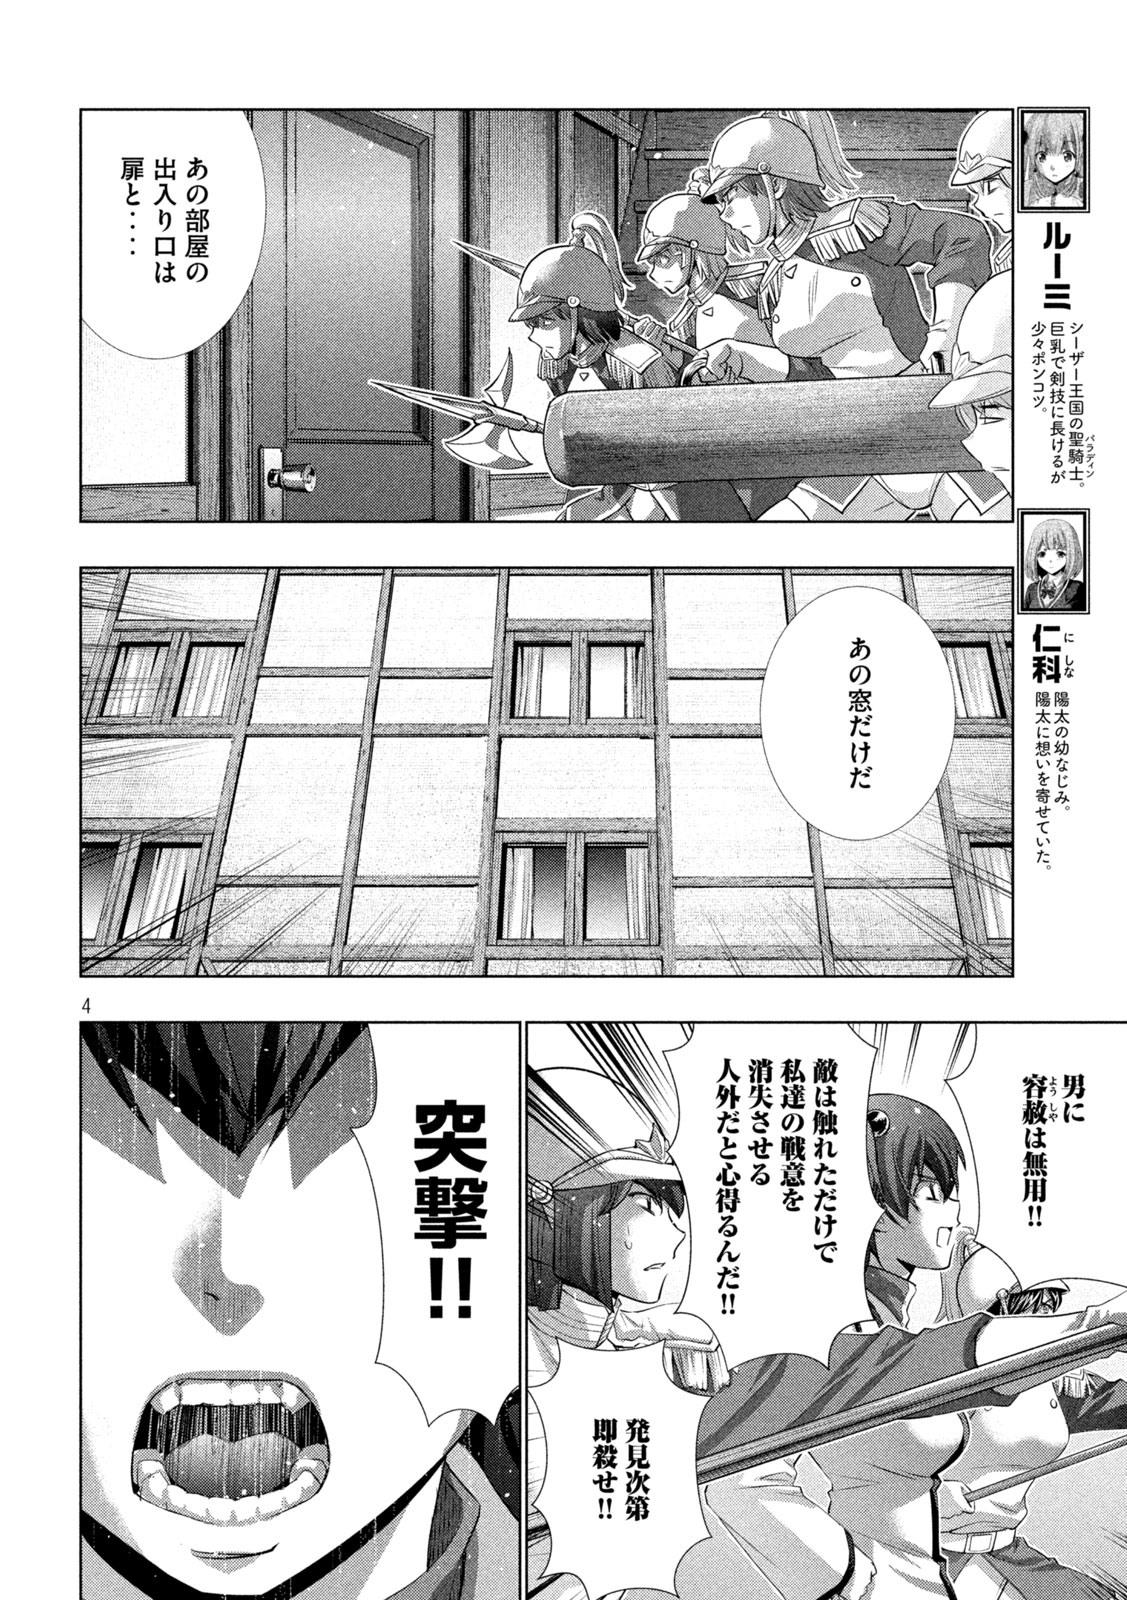 ルーミ
シーザー王国の聖騎士。
パラディン
巨乳で剣技に長けるが
少々ポンコツ。
仁科
にしな
陽太の幼なじみ。
陽太に想いを寄せていた。
あの部屋の
出入り口は
扉と‥‥
あの窓だけだ
4
男に
容赦は無用!!
ようしゃ
敵は触れただけで
私達の戦意を
消失させる
人外だと心得るんだ!!
発見次第
即殺せ!!
突撃!!